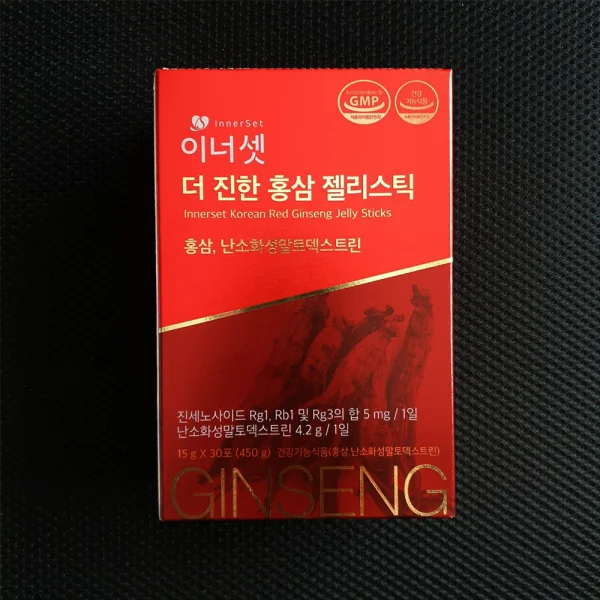 GMP
건강
기능식품
InnerSet
이너셋
더 진한 홍삼 젤리스틱
Innerset Korean Red Ginseng Jelly Sticks
홍삼, 난소화성말토덱스트린
진세노사이드 Rg1, Rb1 및 Rg3의 합 5 mg / 1일
난소화성말토덱스트린 4.2 g / 1일
15 g X 30포 (450 g) 건강기능식품(홍삼,난소화성말토덱스트린)
GINSENG